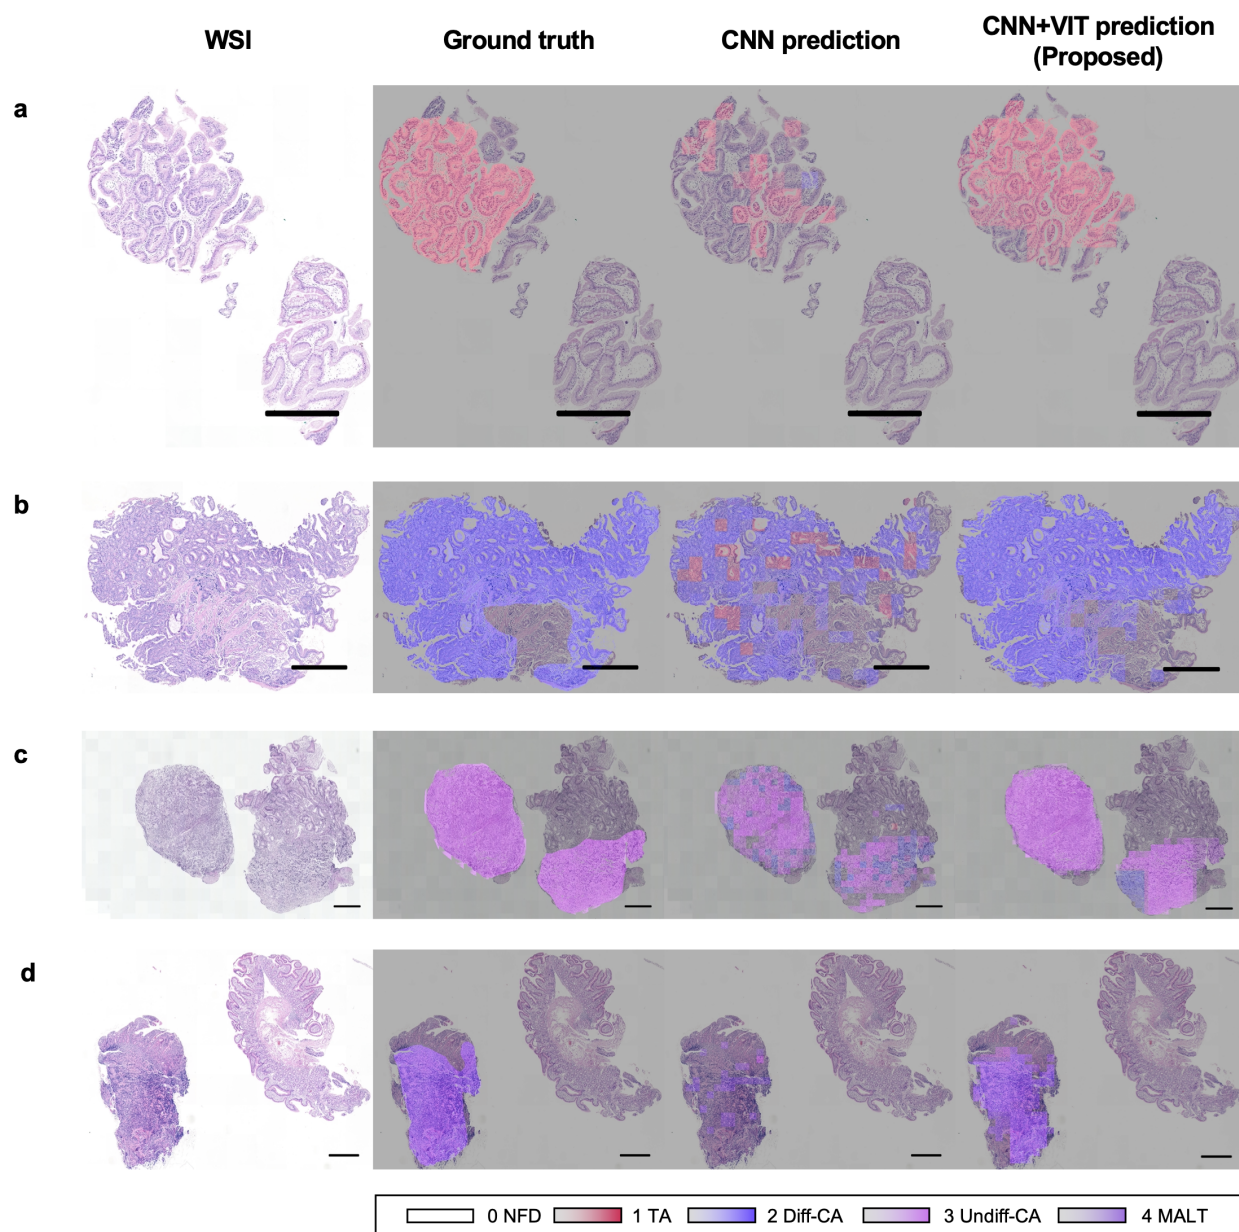 WSI
Ground truth
CNN prediction
CNN+VIT prediction
(Proposed)
a
b
c
d
0 NFD
1 TA
2 Diff-CA
3 Undiff-CA
4 MALT